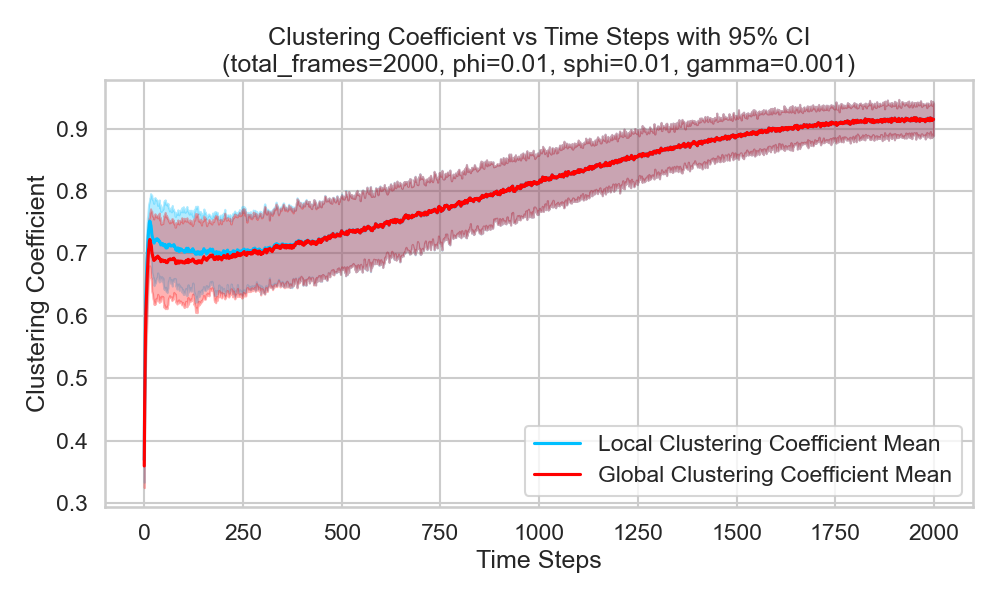 Clustering Coefficient vs Time Steps with 95% CI
(total_frames=2000, phi=0.01, sphi=0.01, gamma=0.001)
Clustering Coefficient
0.9
0.8
0.7
0.6
0.5
0.4
0.3
Local Clustering Coefficient Mean
Global Clustering Coefficient Mean
0 250 500 750 1000 1250 1500 1750 2000
Time Steps